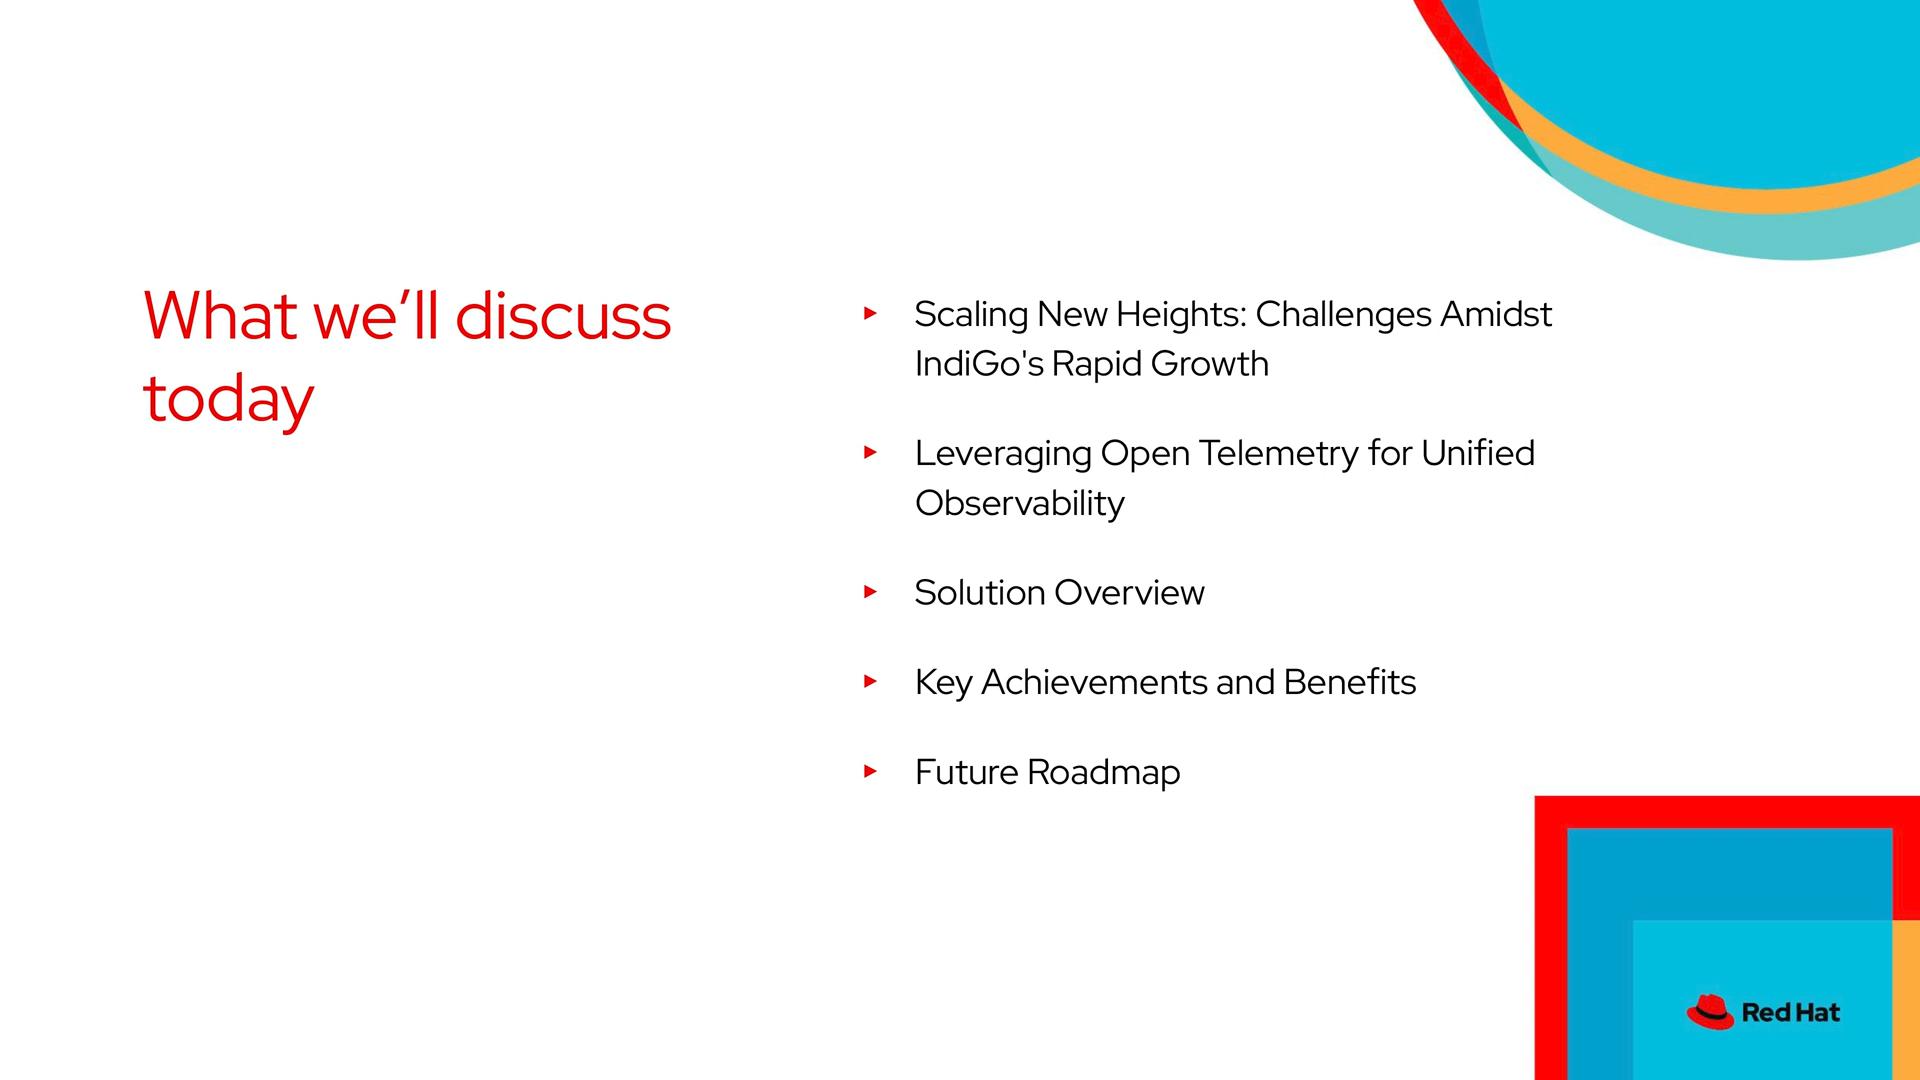 What we’ll discuss
today
▸ Scaling New Heights: Challenges Amidst
IndiGo's Rapid Growth
▸ Leveraging Open Telemetry for Unified
Observability
▸ Solution Overview
▸ Key Achievements and Benefits
▸ Future Roadmap
Red Hat